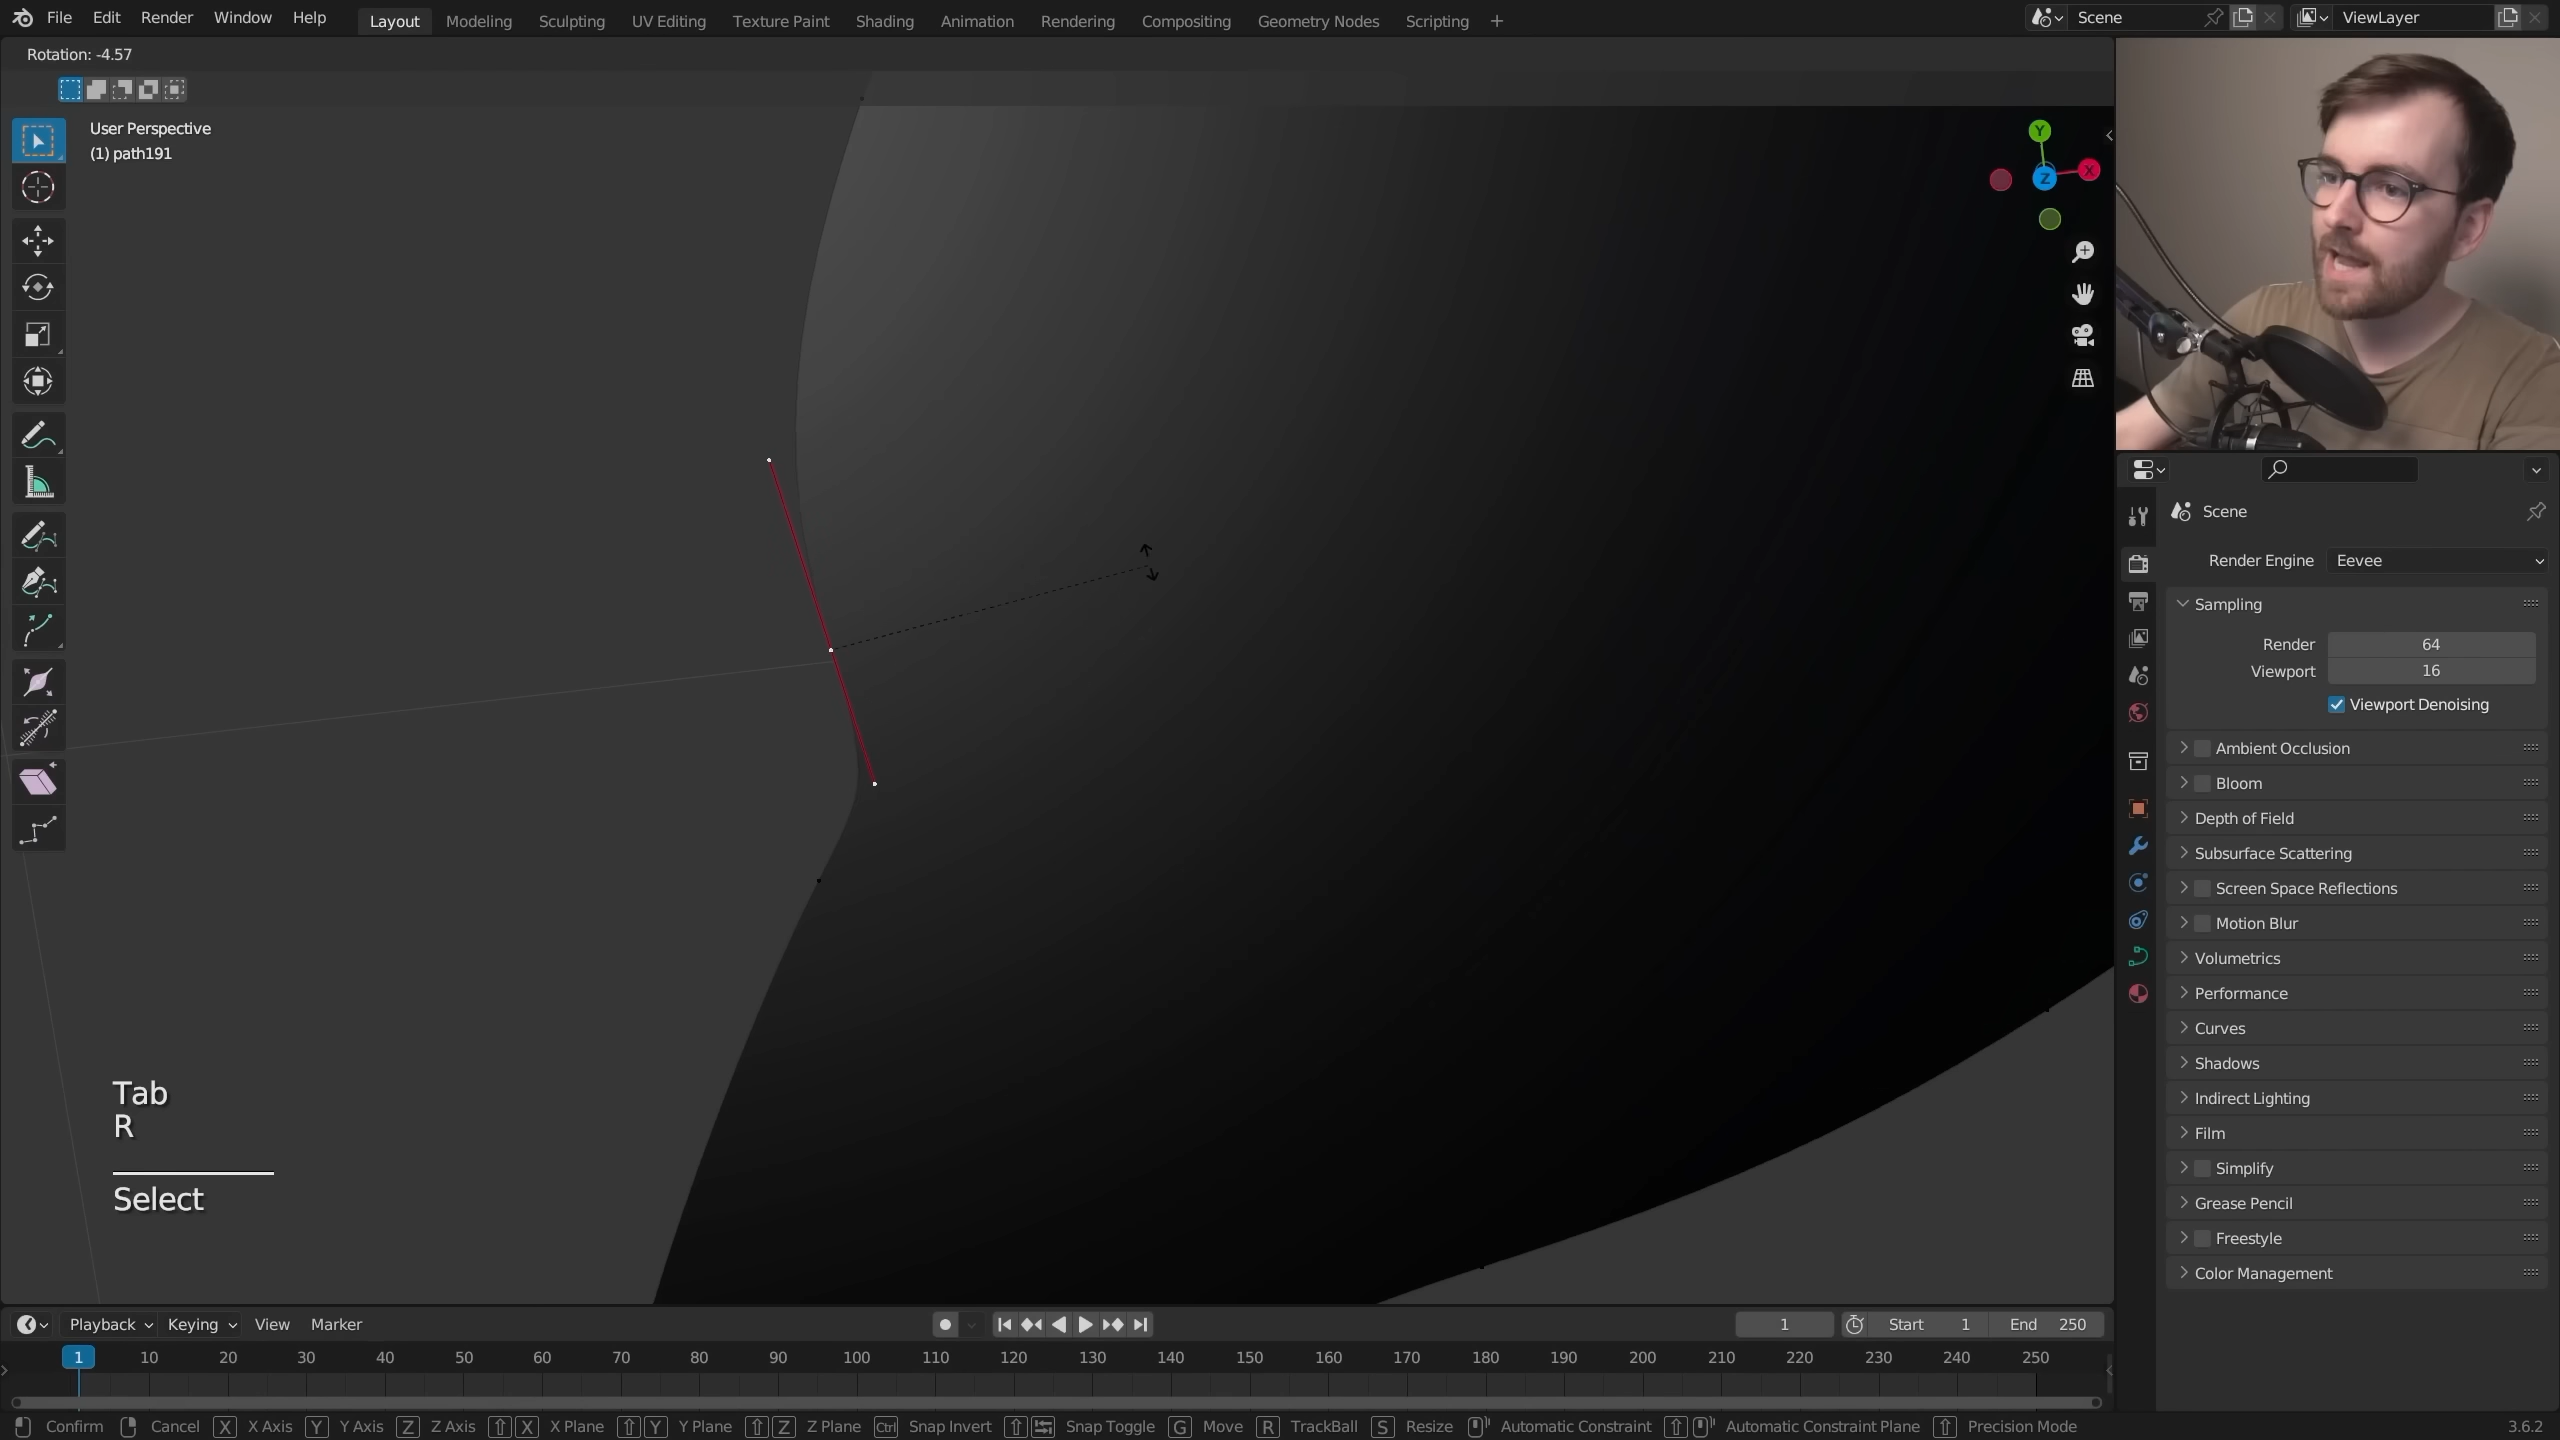 File Edit Render Window Help Layout Modeling Sculpting UV Editing Texture Paint Shading Animation Rendering Compositing Geometry Nodes Scripting + Scene ViewLayer
Rotation: -4.57
User Perspective
(1) path191
Y
X
Z
Scene
Render Engine Eevee
Sampling
Render 64
Viewport 16
Viewport Denoising
Ambient Occlusion
Bloom
Depth of Field
Subsurface Scattering
Screen Space Reflections
Motion Blur
Volumetrics
Performance
Curves
Shadows
Indirect Lighting
Film
Simplify
Grease Pencil
Freestyle
Color Management
Tab
R
Select
Playback Keying View Marker 1 Start 1 End 250
1 10 20 30 40 50 60 70 80 90 100 110 120 130 140 150 160 170 180 190 200 210 220 230 240 250
Confirm Cancel X X Axis Y Y Axis Z Z Axis X X Plane Y Y Plane Z Z Plane Ctrl Snap Invert Snap Toggle G Move R TrackBall S Resize Automatic Constraint Automatic Constraint Plane Precision Mode 3.6.2